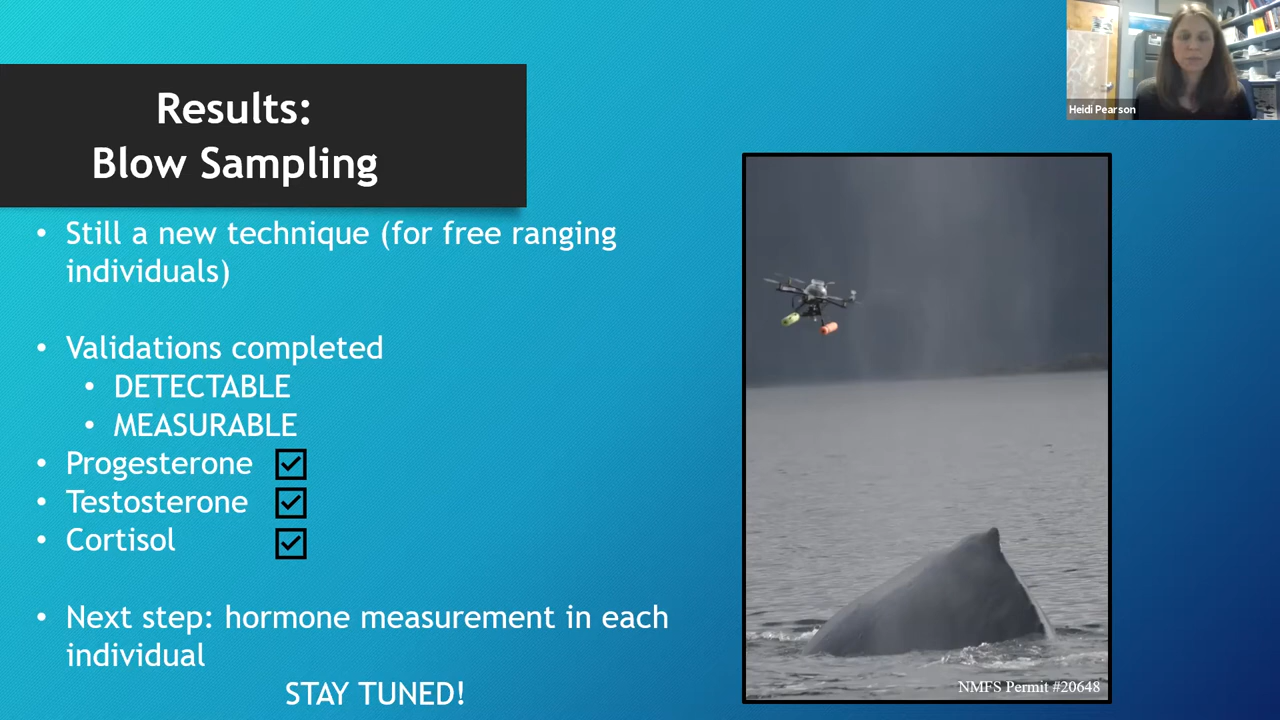 Heidi Pearson
Results:
Blow Sampling
• Still a new technique (for free ranging
individuals)
• Validations completed
• DETECTABLE
• MEASURABLE
• Progesterone
• Testosterone
• Cortisol
• Next step: hormone measurement in each
individual
STAY TUNED!
NMFS Permit #20648